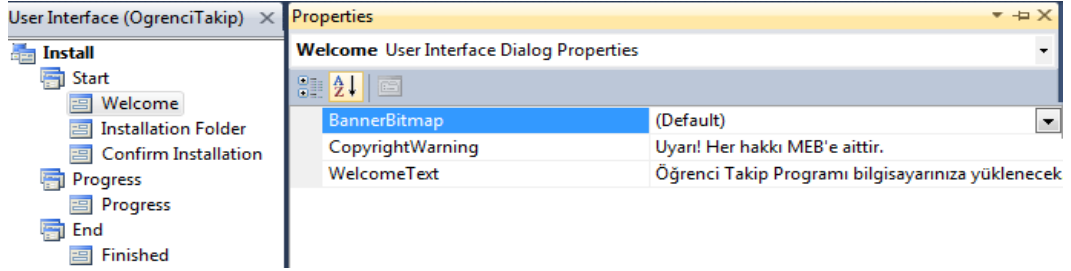 User Interface (OgrenciTakip)
Install
Start
Welcome
Installation Folder
Confirm Installation
Progress
Progress
End
Finished
Properties
Welcome User Interface Dialog Properties
BannerBitmap (Default)
CopyrightWarning Uyarı! Her hakkı MEB'e aittir.
WelcomeText Öğrenci Takip Programı bilgisayarınıza yüklenecek